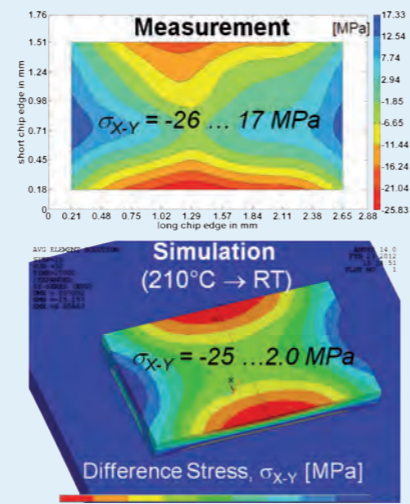 Measurement [MPa]
1.76
1.51
1.24
0.98
0.71
0.45
0.18
0
short chip edge in mm
σX-Y = -26 ... 17 MPa
17.33
12.54
7.74
2.94
-1.85
-6.65
-11.44
-16.24
-21.04
-25.83
0 0.21 0.48 0.75 1.02 1.29 1.56 1.84 2.11 2.38 2.65 2.88
long chip edge in mm
Simulation
(210°C → RT)
AVG ELEMENT SOLUTION
σX-Y = -25 ...2.0 MPa
X
Y
Difference Stress, σX-Y [MPa]